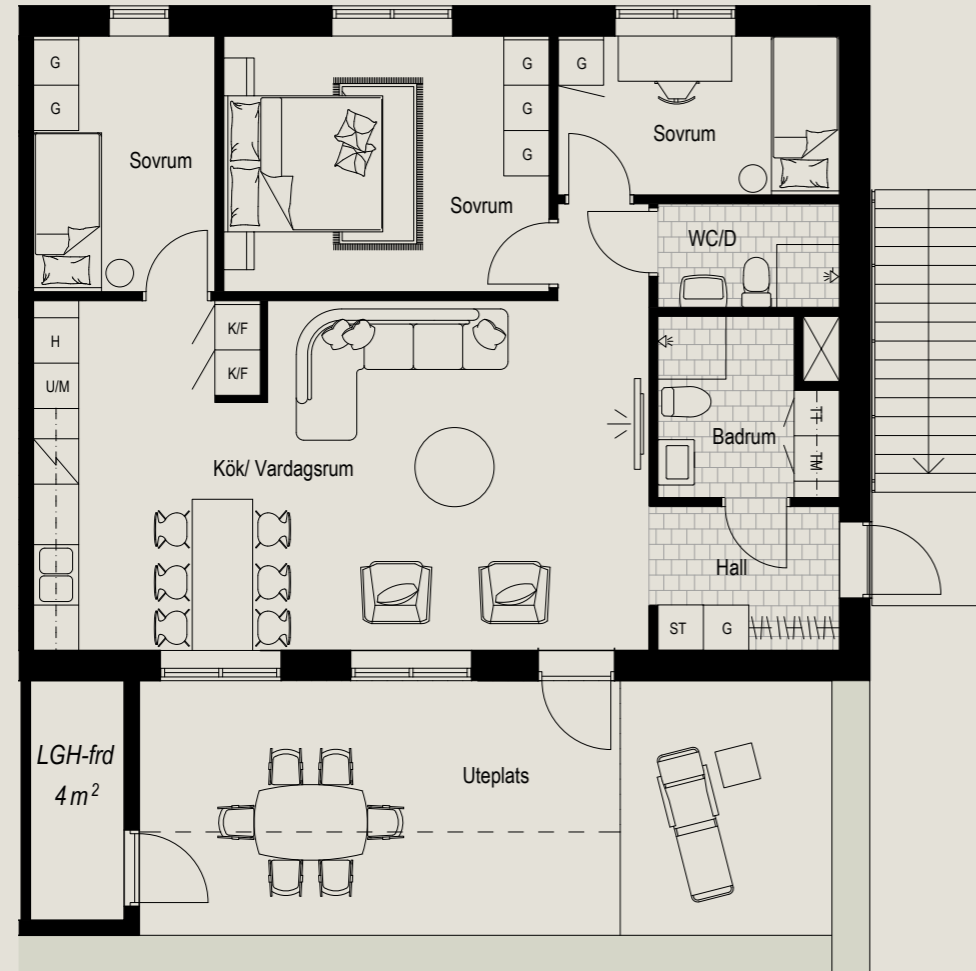 G
G
Sovrum
G
G
G
Sovrum
G
Sovrum
WC/D
H
U/M
K/F
K/F
Badrum
TT
TM
Kök/ Vardagsrum
Hall
ST
G
LGH-frd
4 m²
Uteplats